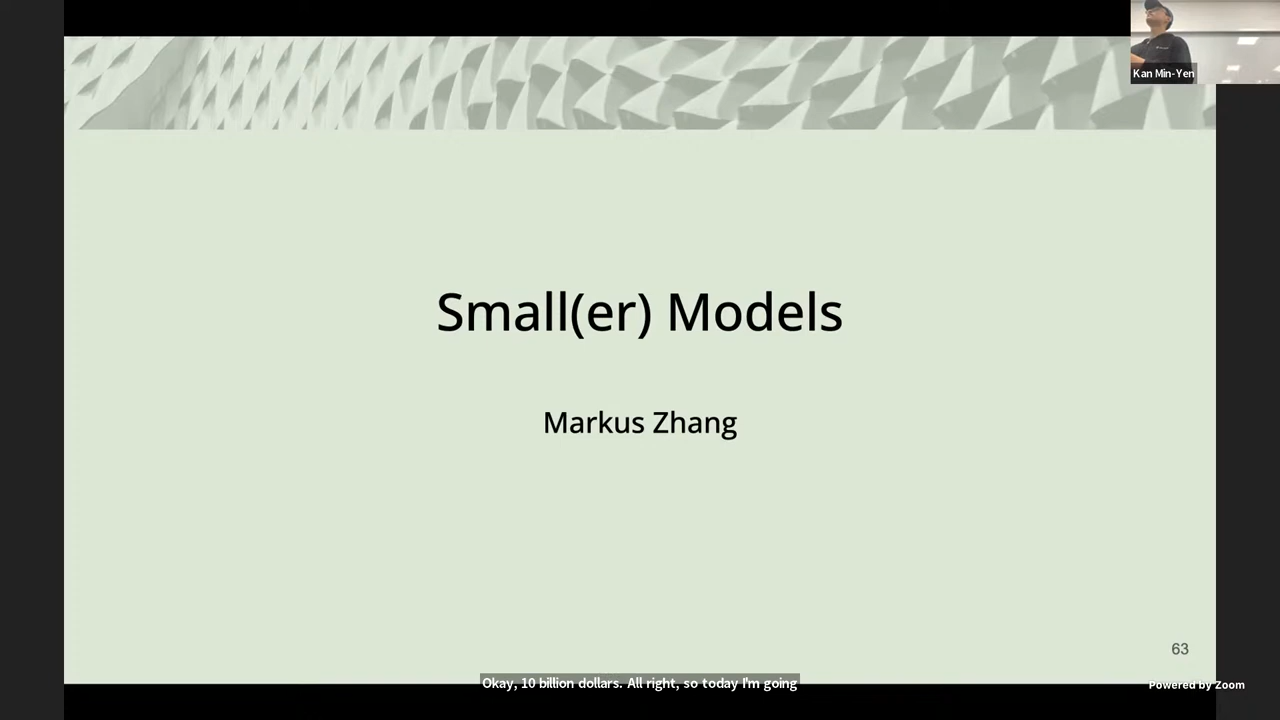 Kan Min-Yen
Small(er) Models
Markus Zhang
63
Okay, 10 billion dollars. All right, so today I'm going
Powered by Zoom